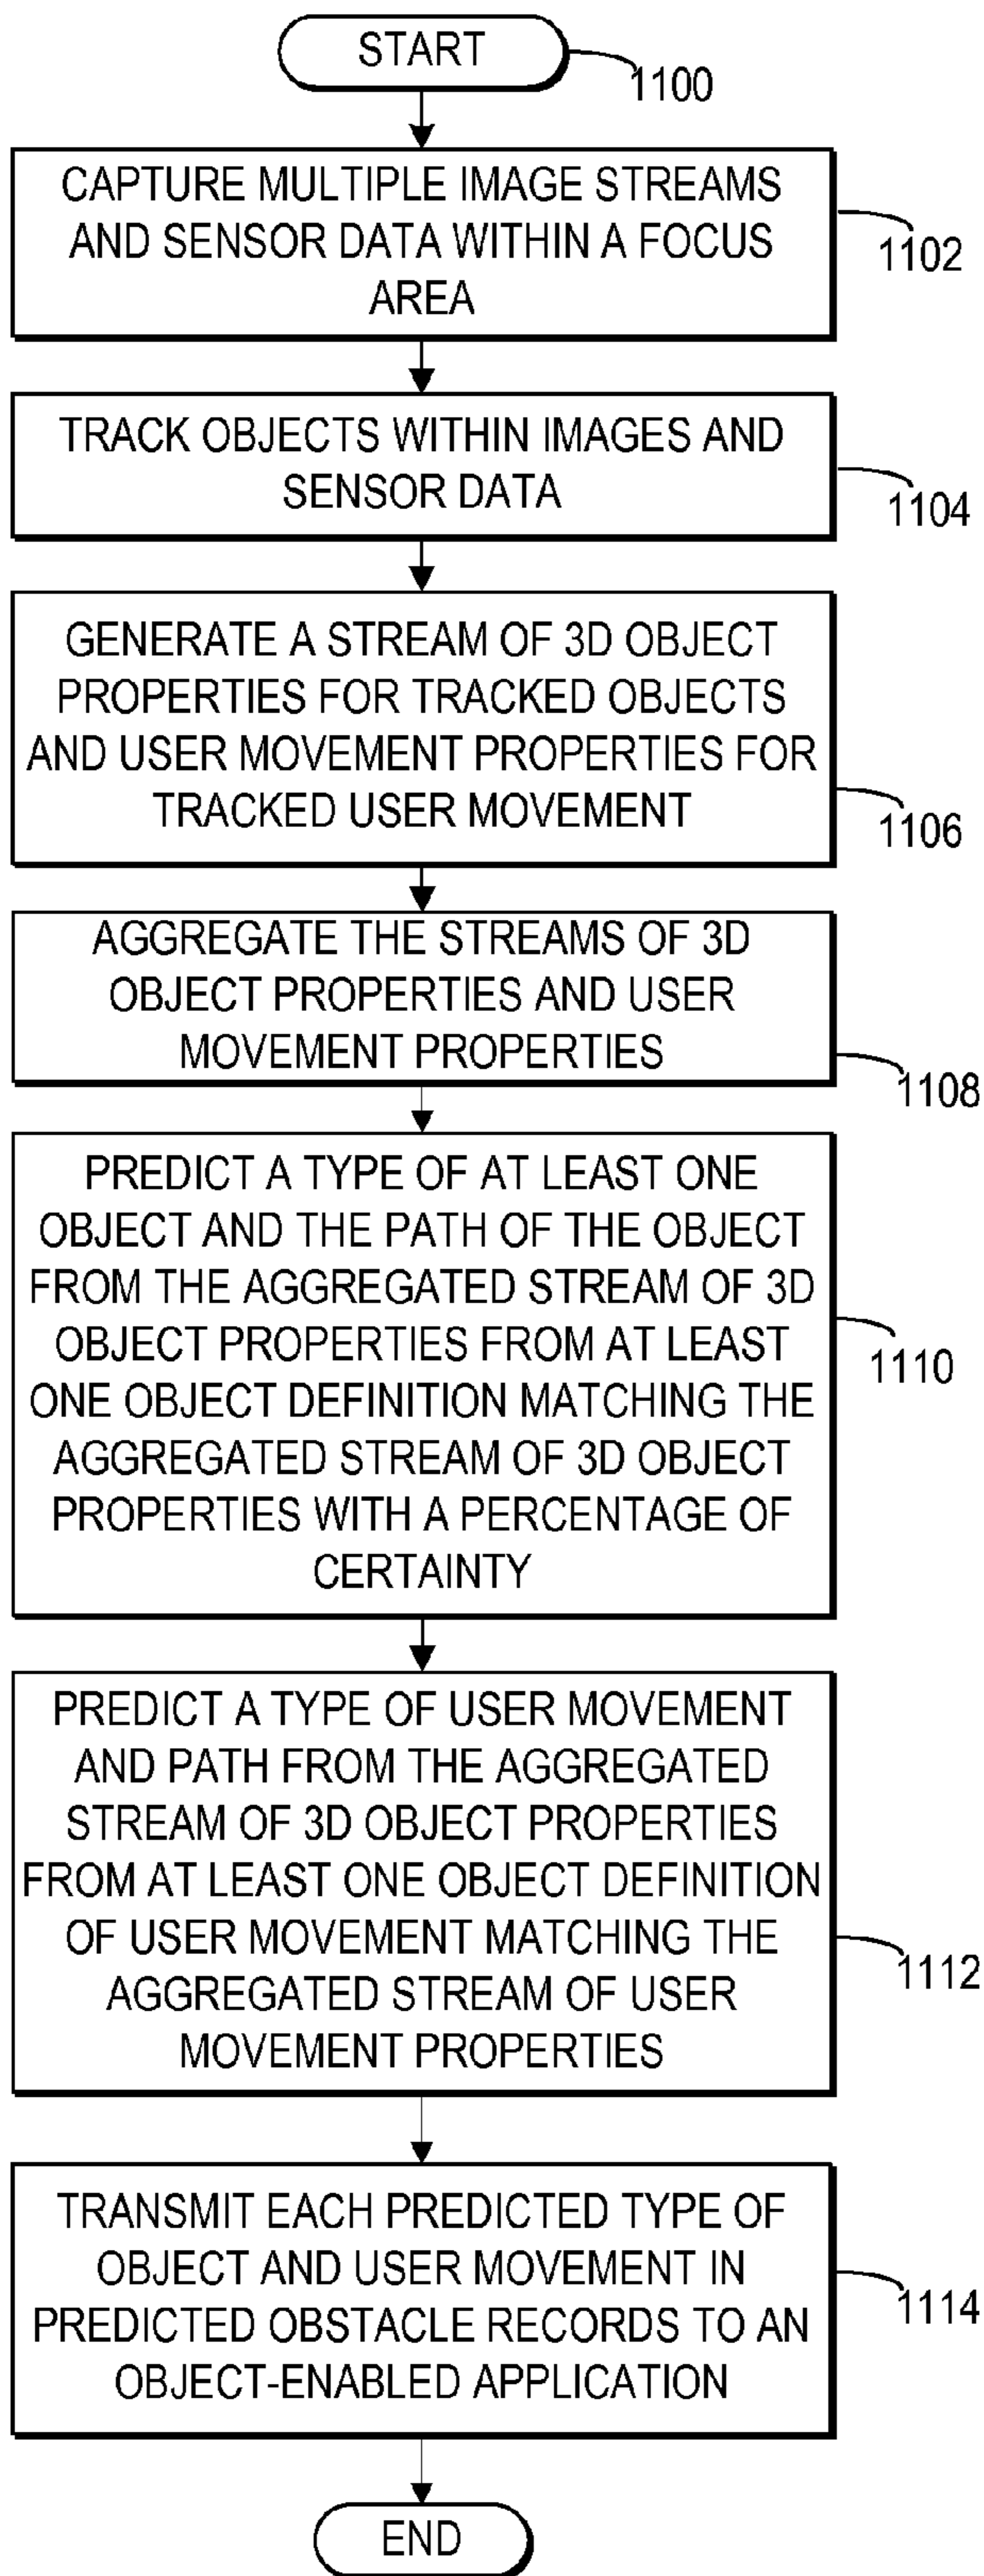 START
1100
CAPTURE MULTIPLE IMAGE STREAMS
AND SENSOR DATA WITHIN A FOCUS
AREA
1102
TRACK OBJECTS WITHIN IMAGES AND
SENSOR DATA
1104
GENERATE A STREAM OF 3D OBJECT
PROPERTIES FOR TRACKED OBJECTS
AND USER MOVEMENT PROPERTIES FOR
TRACKED USER MOVEMENT
1106
AGGREGATE THE STREAMS OF 3D
OBJECT PROPERTIES AND USER
MOVEMENT PROPERTIES
1108
PREDICT A TYPE OF AT LEAST ONE
OBJECT AND THE PATH OF THE OBJECT
FROM THE AGGREGATED STREAM OF 3D
OBJECT PROPERTIES FROM AT LEAST
ONE OBJECT DEFINITION MATCHING THE
AGGREGATED STREAM OF 3D OBJECT
PROPERTIES WITH A PERCENTAGE OF
CERTAINTY
1110
PREDICT A TYPE OF USER MOVEMENT
AND PATH FROM THE AGGREGATED
STREAM OF 3D OBJECT PROPERTIES
FROM AT LEAST ONE OBJECT DEFINITION
OF USER MOVEMENT MATCHING THE
AGGREGATED STREAM OF USER
MOVEMENT PROPERTIES
1112
TRANSMIT EACH PREDICTED TYPE OF
OBJECT AND USER MOVEMENT IN
PREDICTED OBSTACLE RECORDS TO AN
OBJECT-ENABLED APPLICATION
1114
END